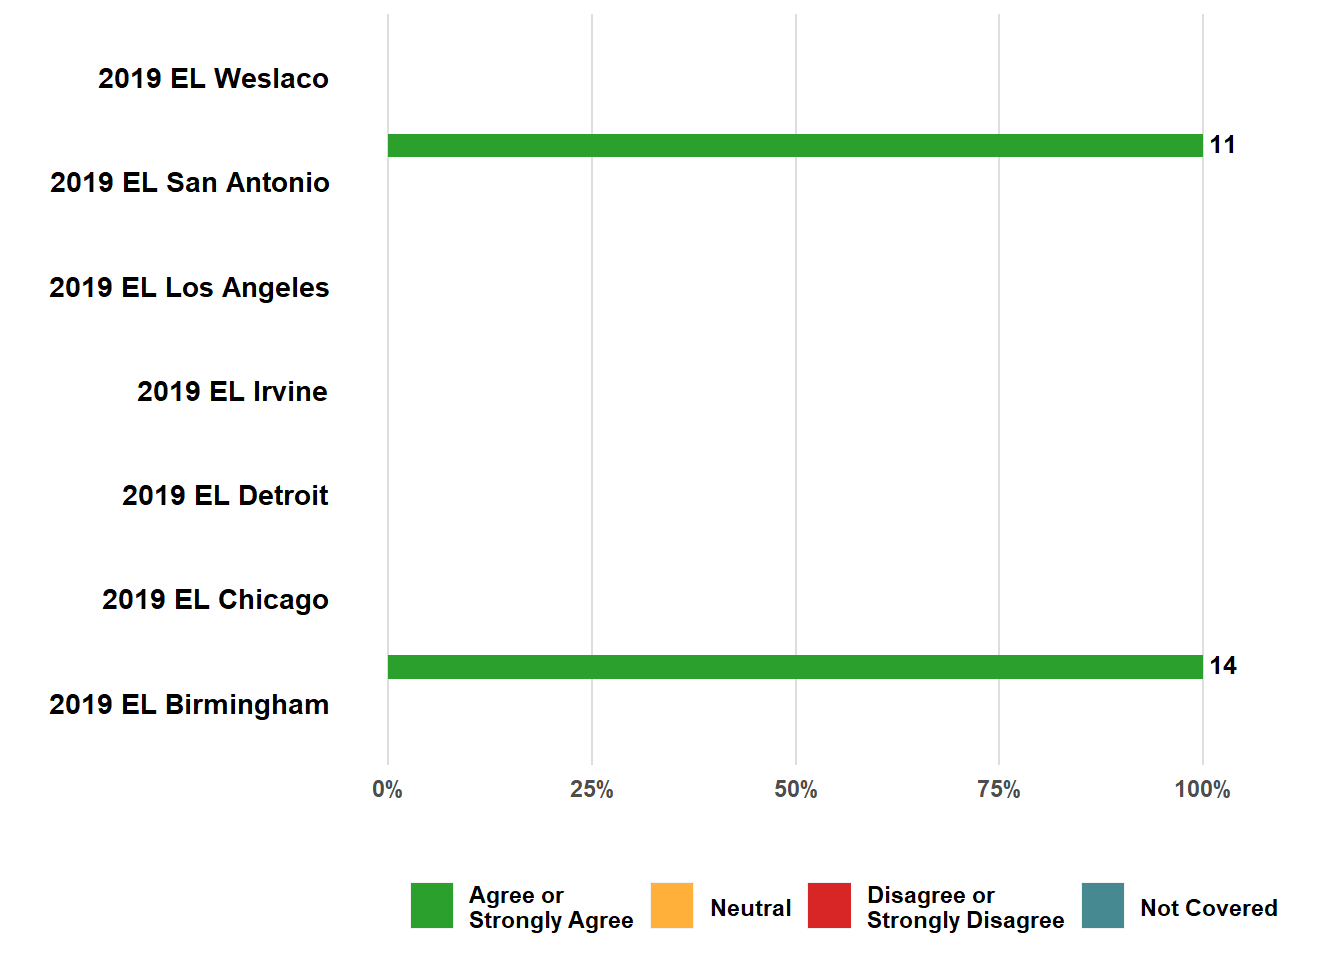 2019 EL Weslaco
11
2019 EL San Antonio
2019 EL Los Angeles
2019 EL Irvine
2019 EL Detroit
2019 EL Chicago
14
2019 EL Birmingham
0% 25% 50% 75% 100%
Agree or
Strongly Agree
Neutral
Disagree or
Strongly Disagree
Not Covered